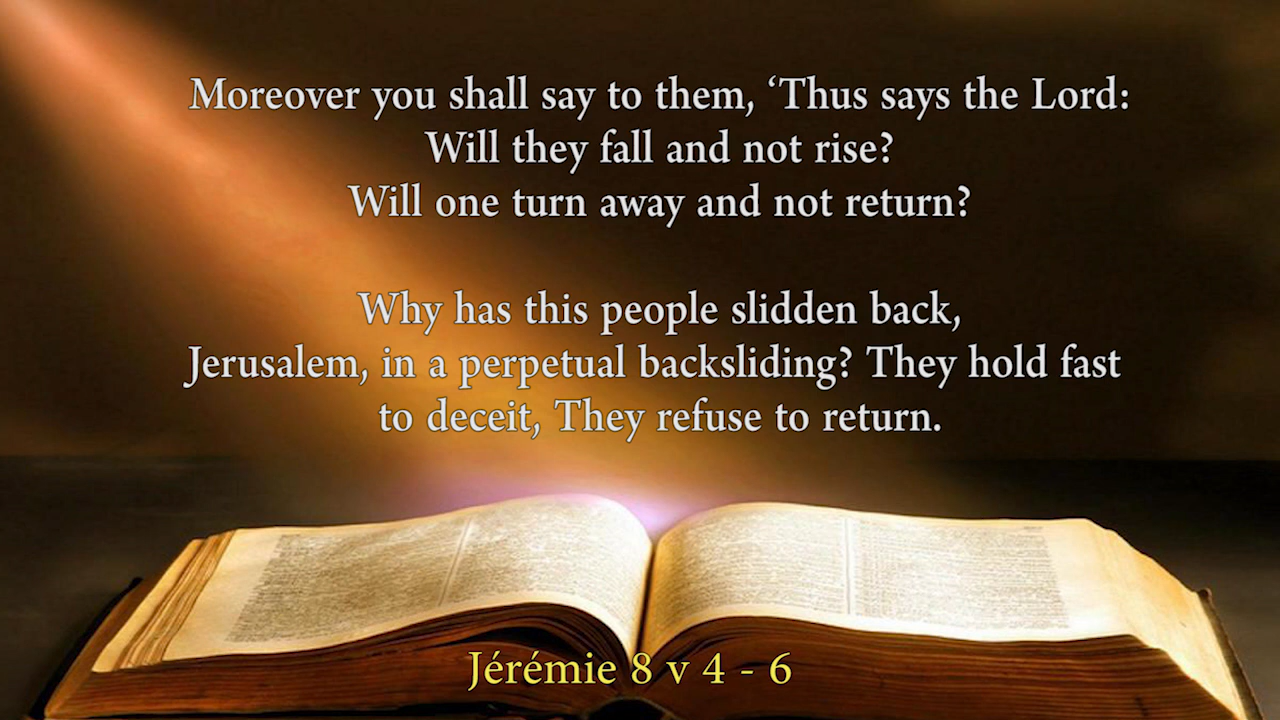 Moreover you shall say to them, ‘Thus says the Lord:
Will they fall and not rise?
Will one turn away and not return?
Why has this people slidden back,
Jerusalem, in a perpetual backsliding? They hold fast
to deceit, They refuse to return.
Jérémie 8 v 4 - 6